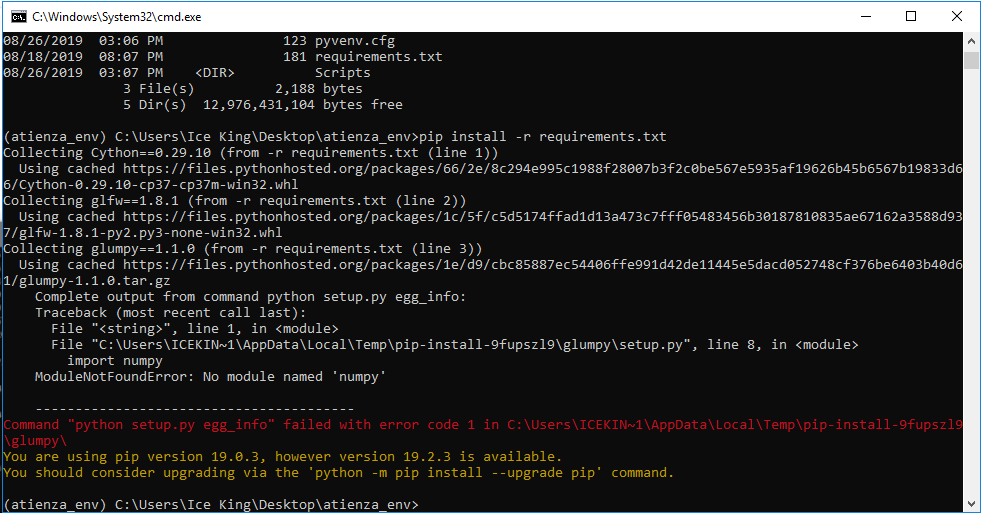 C:\Windows\System32\cmd.exe
08/26/2019  03:06 PM               123 pyvenv.cfg
08/18/2019  08:07 PM               181 requirements.txt
08/26/2019  03:07 PM    <DIR>          Scripts
               3 File(s)          2,188 bytes
               5 Dir(s)  12,976,431,104 bytes free
(atienza_env) C:\Users\Ice King\Desktop\atienza_env>pip install -r requirements.txt
Collecting Cython==0.29.10 (from -r requirements.txt (line 1))
  Using cached https://files.pythonhosted.org/packages/66/2e/8c294e995c1988f28007b3f2c0be567e5935af19626b45b6567b19833d6
6/Cython-0.29.10-cp37-cp37m-win32.whl
Collecting glfw==1.8.1 (from -r requirements.txt (line 2))
  Using cached https://files.pythonhosted.org/packages/1c/5f/c5d5174ffad1d13a473c7fff05483456b30187810835ae67162a3588d93
7/glfw-1.8.1-py2.py3-none-win32.whl
Collecting glumpy==1.1.0 (from -r requirements.txt (line 3))
  Using cached https://files.pythonhosted.org/packages/1e/d9/cbc85887ec54406ffe991d42de11445e5dacd052748cf376be6403b40d6
1/glumpy-1.1.0.tar.gz
    Complete output from command python setup.py egg_info:
    Traceback (most recent call last):
      File "<string>", line 1, in <module>
      File "C:\Users\ICEKIN~1\AppData\Local\Temp\pip-install-9fupszl9\glumpy\setup.py", line 8, in <module>
        import numpy
    ModuleNotFoundError: No module named 'numpy'
    ----------------------------------------
Command "python setup.py egg_info" failed with error code 1 in C:\Users\ICEKIN~1\AppData\Local\Temp\pip-install-9fupszl9
\glumpy\
You are using pip version 19.0.3, however version 19.2.3 is available.
You should consider upgrading via the 'python -m pip install --upgrade pip' command.
(atienza_env) C:\Users\Ice King\Desktop\atienza_env>